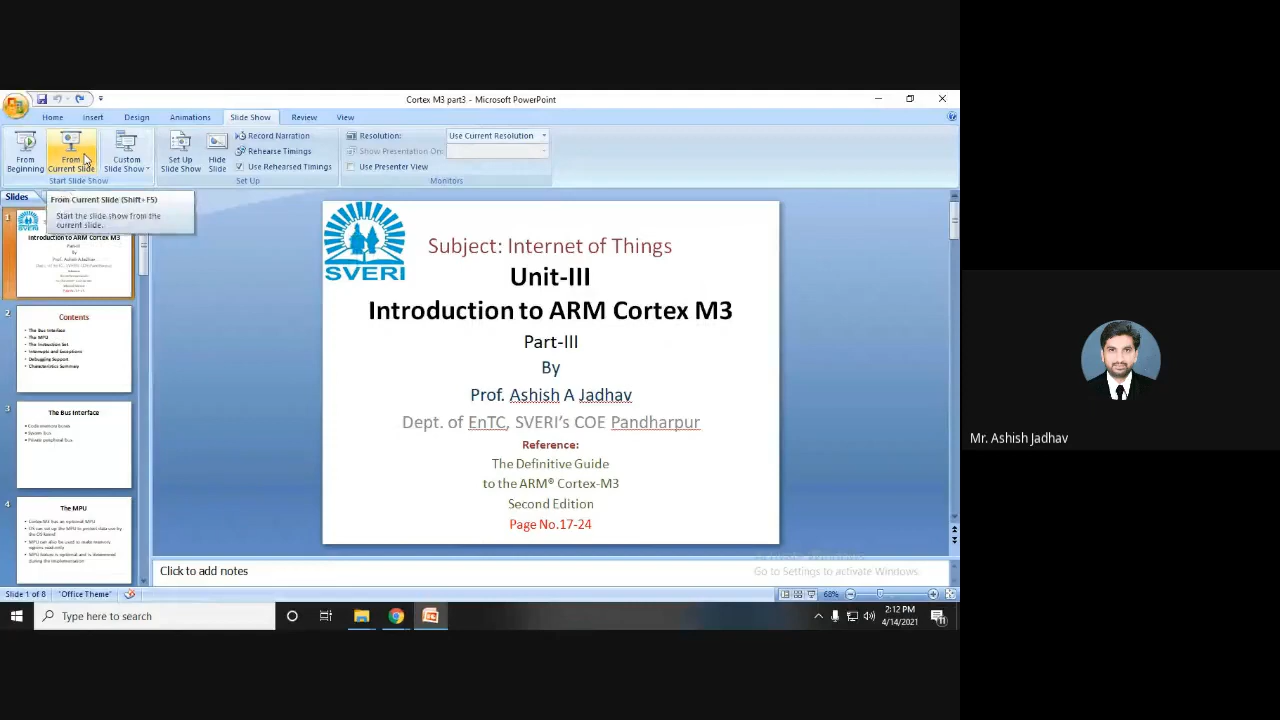 Cortex M3 part3 - Microsoft PowerPoint
Home Insert Design Animations Slide Show Review View
From Beginning
From Current Slide
Custom Slide Show
Set Up Slide Show
Hide Slide
Record Narration
Rehearse Timings
Use Rehearsed Timings
Resolution: Use Current Resolution
Show Presentation On:
Use Presenter View
Start Slide Show
Set Up
Monitors
Slides
From Current Slide (Shift+F5)
Start the slide show from the
current slide.
1
SVERI
Introduction to ARM Cortex M3
2
Contents
The Bus Interface
The MPU
The Instruction Set
Interrupts and Exceptions
Debugging Support
Characteristics Summary
3
The Bus Interface
Code memory buses
System bus
Private peripheral bus
4
The MPU
Cortex M3 has an optional MPU
OS can set up the MPU to protect data use by
the OS kernel
MPU can also be used to make memory
regions read-only
MPU feature is optional and is determined
during the implementation
SVERI
Subject: Internet of Things
Unit-III
Introduction to ARM Cortex M3
Part-III
By
Prof. Ashish A Jadhav
Dept. of EnTC, SVERI's COE Pandharpur
Reference:
The Definitive Guide
to the ARM® Cortex-M3
Second Edition
Page No.17-24
Go to Settings to activate Windows.
Click to add notes
Slide 1 of 8 "Office Theme" 68%
Type here to search
2:12 PM
4/14/2021
Mr. Ashish Jadhav